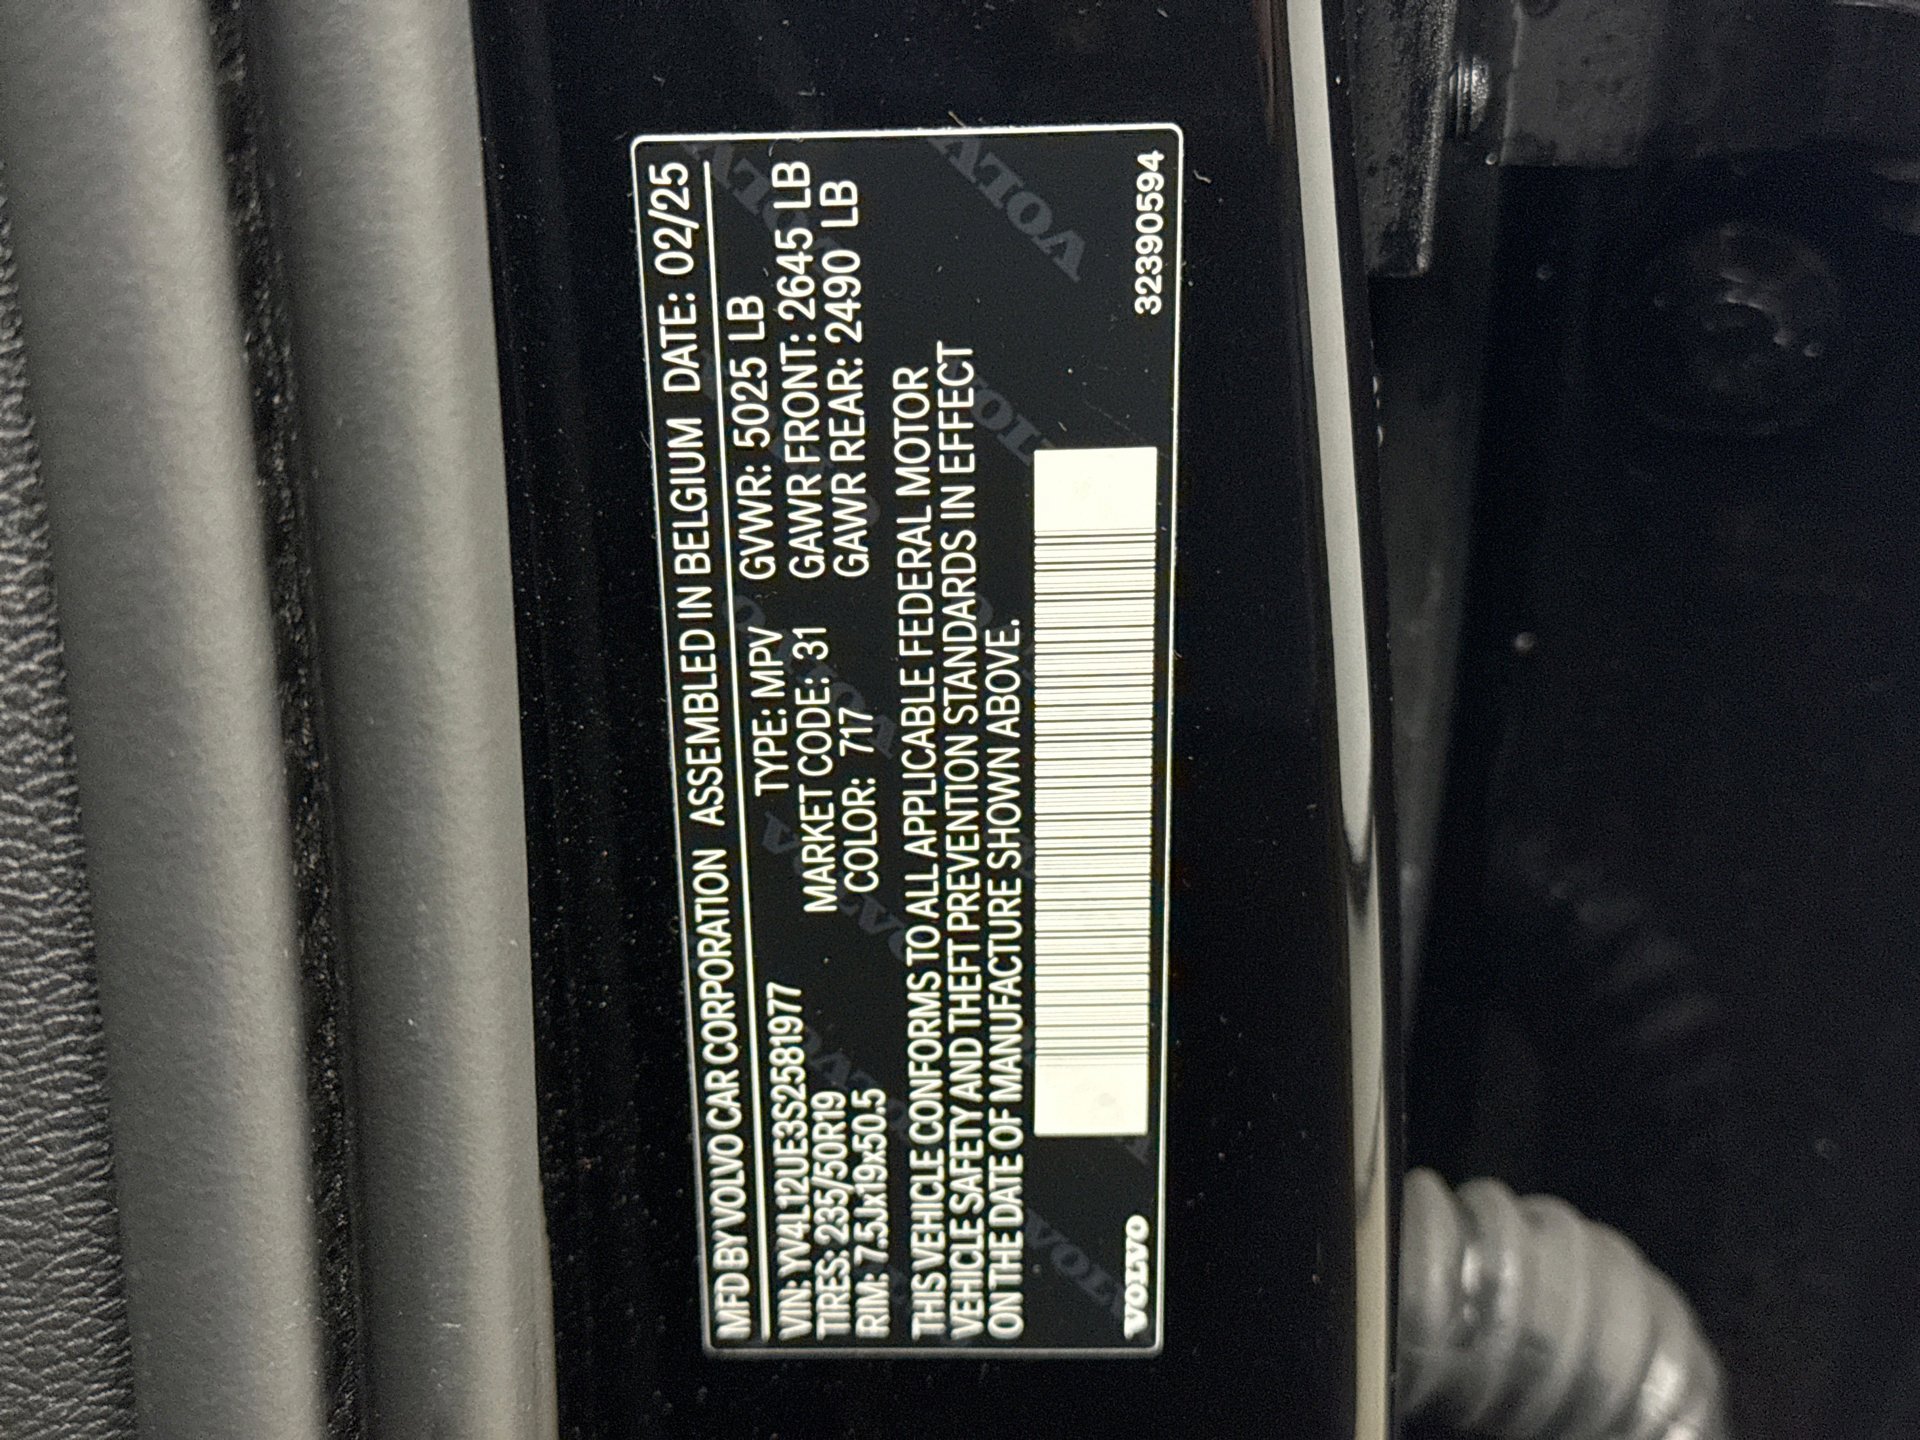 MFD BY VOLVO CAR CORPORATION ASSEMBLED IN BELGIUM DATE: 02/25
VIN: YV4L12UE3S2581977 TYPE: MPV GVWR: 5025 LB
TIRES: 235/50R19 MARKET CODE: 31 GAWR FRONT: 2645 LB
RIM: 7.5Jx19x50.5 COLOR: 717 GAWR REAR: 2490 LB
THIS VEHICLE CONFORMS TO ALL APPLICABLE FEDERAL MOTOR
VEHICLE SAFETY AND THEFT PREVENTION STANDARDS IN EFFECT
ON THE DATE OF MANUFACTURE SHOWN ABOVE.
VOLVO 32390594